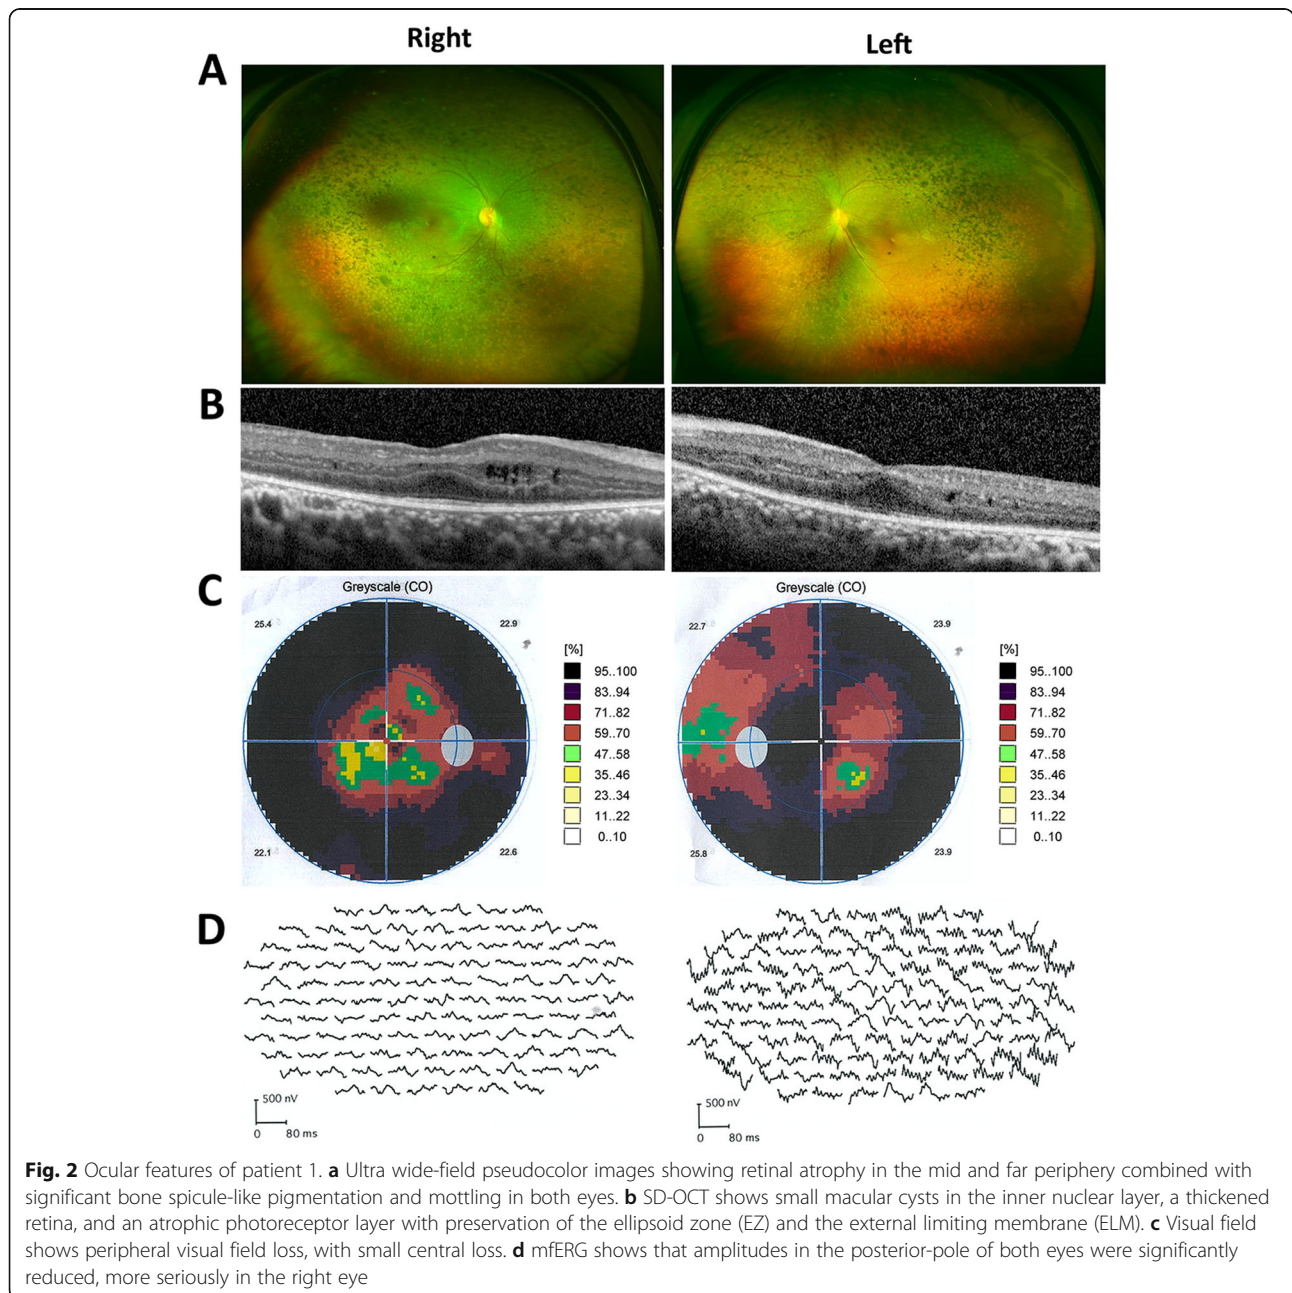 Right
Left
A
B
C
Greyscale (CO)
25.4
22.9
22.1
22.6
[%]
95..100
83..94
71..82
59..70
47..58
35..46
23..34
11..22
0..10
Greyscale (CO)
22.7
23.9
25.8
23.9
[%]
95..100
83..94
71..82
59..70
47..58
35..46
23..34
11..22
0..10
D
500 nV
0 80 ms
500 nV
0 80 ms
Fig. 2 Ocular features of patient 1. a Ultra wide-field pseudocolor images showing retinal atrophy in the mid and far periphery combined with
significant bone spicule-like pigmentation and mottling in both eyes. b SD-OCT shows small macular cysts in the inner nuclear layer, a thickened
retina, and an atrophic photoreceptor layer with preservation of the ellipsoid zone (EZ) and the external limiting membrane (ELM). c Visual field
shows peripheral visual field loss, with small central loss. d mfERG shows that amplitudes in the posterior-pole of both eyes were significantly
reduced, more seriously in the right eye